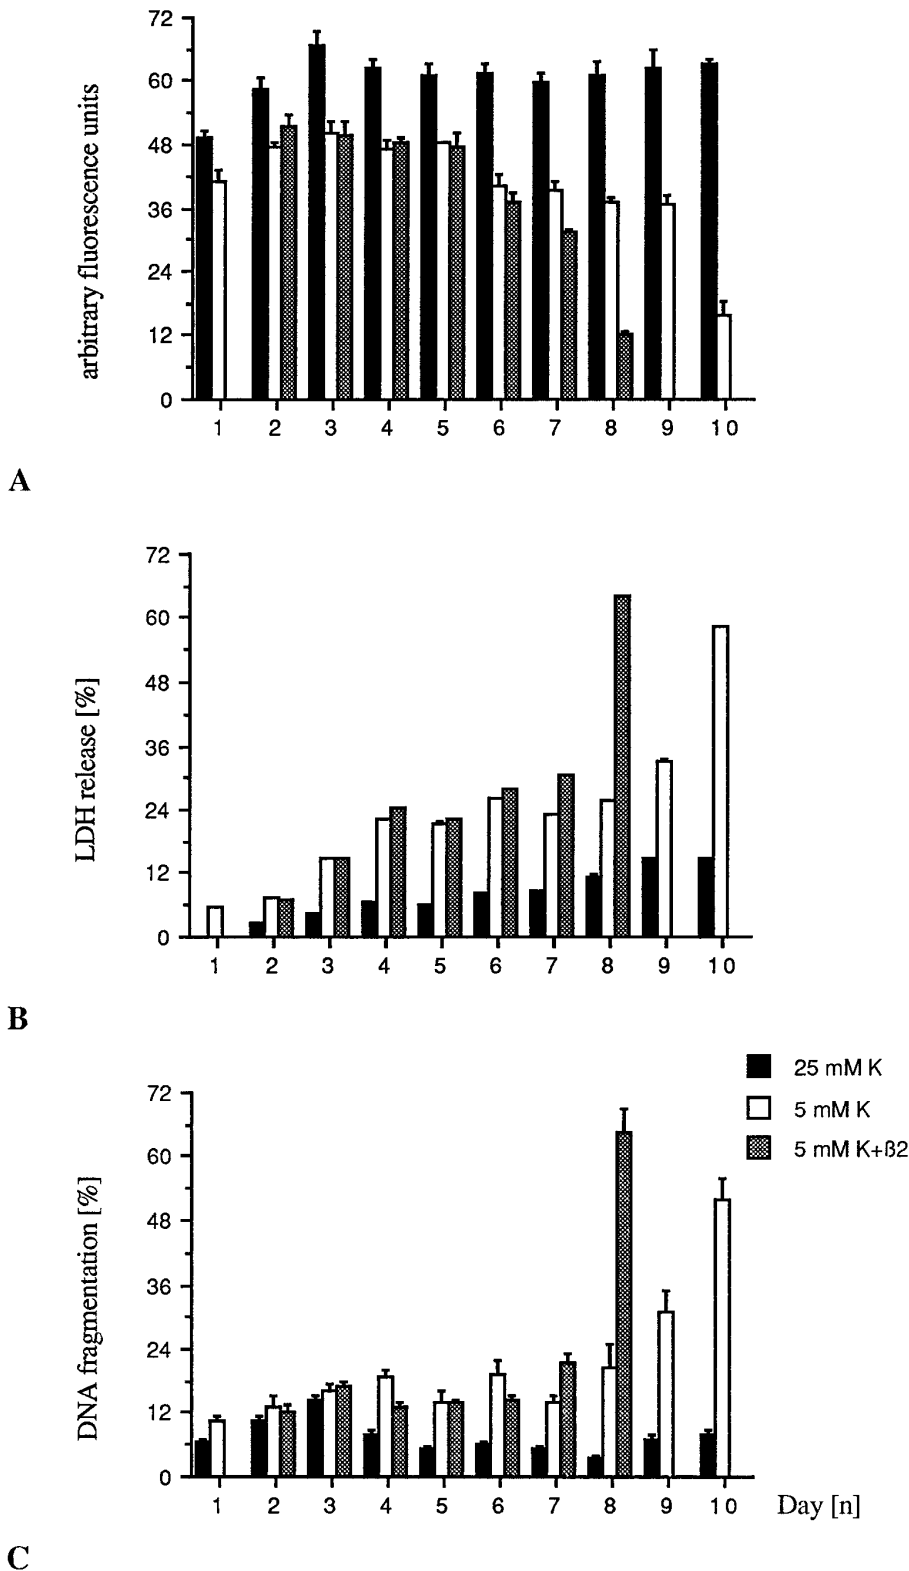 72
60
48
36
24
12
0
arbitrary fluorescence units
1 2 3 4 5 6 7 8 9 10
A
72
60
48
36
24
12
0
LDH release [%]
1 2 3 4 5 6 7 8 9 10
B
25 mM K
5 mM K
5 mM K+ß2
72
60
48
36
24
12
0
DNA fragmentation [%]
1 2 3 4 5 6 7 8 9 10 Day [n]
C